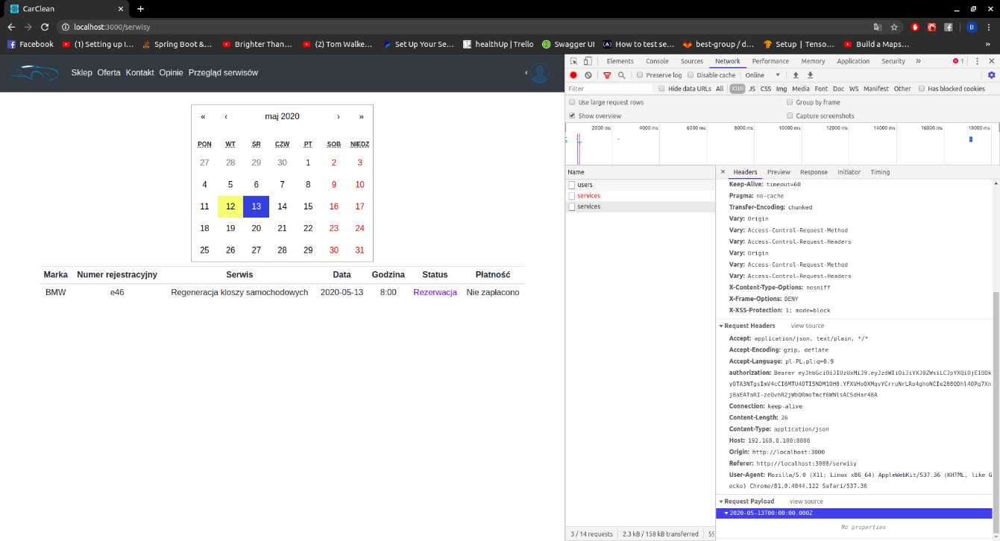 CarClean
localhost:3000/serwisy
B
Facebook
(1) Setting up I…
Spring Boot &…
Brighter Than…
(2) Tom Walke…
Set Up Your Se…
healthUp | Trello
Swagger UI
How to test se…
best-group / d…
Setup | Tenso…
Build a Maps…
Sklep Oferta Kontakt Opinie Przegląd serwisów
« ‹ maj 2020 › »
PON WT ŚR CZW PT SOB NIEDZ
27 28 29 30 1 2 3
4 5 6 7 8 9 10
11 12 13 14 15 16 17
18 19 20 21 22 23 24
25 26 27 28 29 30 31
Marka Numer rejestracyjny Serwis Data Godzina Status Płatność
BMW e46 Regeneracja kloszy samochodowych 2020-05-13 8:00 Rezerwacja Nie zapłacono
Elements Console Sources Network Performance Memory Application Security » 1
Preserve log Disable cache Online
Filter Hide data URLs All XHR JS CSS Img Media Font Doc WS Manifest Other Has blocked cookies
Use large request rows Group by frame
Show overview Capture screenshots
2000 ms 4000 ms 6000 ms 8000 ms 10000 ms 12000 ms 14000 ms 16000 ms 18000 ms
Name
users
services
services
Headers Preview Response Initiator Timing
Keep-Alive: timeout=60
Pragma: no-cache
Transfer-Encoding: chunked
Vary: Origin
Vary: Access-Control-Request-Method
Vary: Access-Control-Request-Headers
Vary: Origin
Vary: Access-Control-Request-Method
Vary: Access-Control-Request-Headers
X-Content-Type-Options: nosniff
X-Frame-Options: DENY
X-XSS-Protection: 1; mode=block
Request Headers view source
Accept: application/json, text/plain, */*
Accept-Encoding: gzip, deflate
Accept-Language: pl-PL,pl;q=0.9
authorization: Bearer
Connection: keep-alive
Content-Length: 26
Content-Type: application/json
Host: 192.168.8.100:8080
Origin: http://localhost:3000
Referer: http://localhost:3000/serwisy
User-Agent: Mozilla/5.0 (X11; Linux x86_64) AppleWebKit/537.36 (KHTML, like G
ecko) Chrome/81.0.4044.122 Safari/537.36
Request Payload view source
2020-05-13T00:00:00.000Z
No properties
3 / 14 requests 2.3 kB / 158 kB transferred